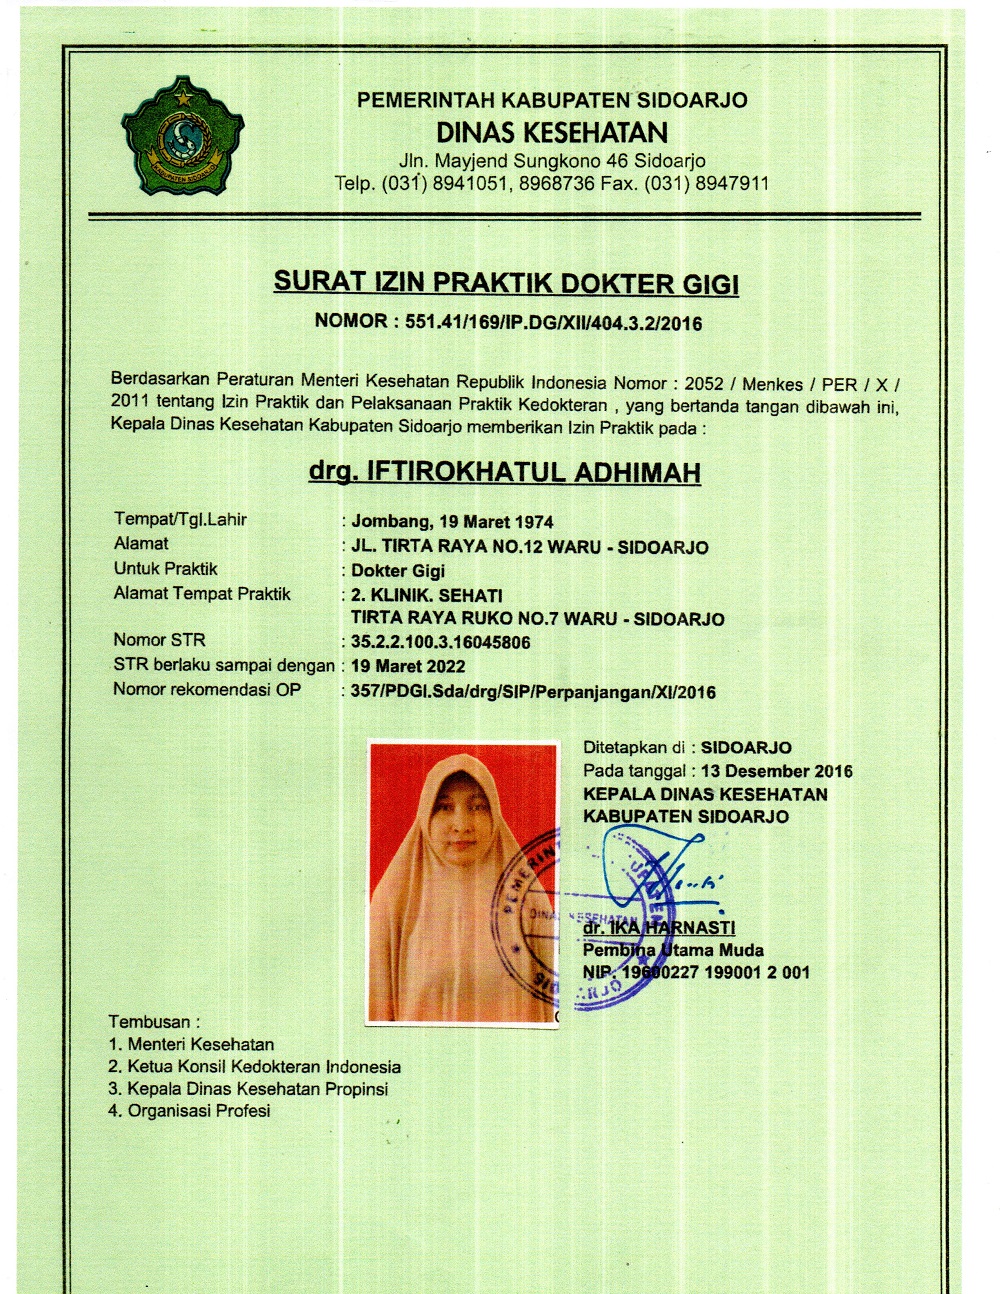 KABUPATEN SIDOARJO
PEMERINTAH KABUPATEN SIDOARJO
DINAS KESEHATAN
Jln. Mayjend Sungkono 46 Sidoarjo
Telp. (031) 8941051, 8968736 Fax. (031) 8947911
SURAT IZIN PRAKTIK DOKTER GIGI
NOMOR : 551.41/169/IP.DG/XII/404.3.2/2016
Berdasarkan Peraturan Menteri Kesehatan Republik Indonesia Nomor : 2052 / Menkes / PER / X /
2011 tentang Izin Praktik dan Pelaksanaan Praktik Kedokteran , yang bertanda tangan dibawah ini,
Kepala Dinas Kesehatan Kabupaten Sidoarjo memberikan Izin Praktik pada :
drg. IFTIROKHATUL ADHIMAH
Tempat/Tgl.Lahir : Jombang, 19 Maret 1974
Alamat : JL. TIRTA RAYA NO.12 WARU - SIDOARJO
Untuk Praktik : Dokter Gigi
Alamat Tempat Praktik : 2. KLINIK. SEHATI
TIRTA RAYA RUKO NO.7 WARU - SIDOARJO
Nomor STR : 35.2.2.100.3.16045806
STR berlaku sampai dengan : 19 Maret 2022
Nomor rekomendasi OP : 357/PDGI.Sda/drg/SIP/Perpanjangan/XI/2016
Ditetapkan di : SIDOARJO
Pada tanggal : 13 Desember 2016
KEPALA DINAS KESEHATAN
KABUPATEN SIDOARJO
DINAS KESEHATAN
dr. IKA HARNASTI
Pembina Utama Muda
NIP. 19600227 199001 2 001
Tembusan :
1. Menteri Kesehatan
2. Ketua Konsil Kedokteran Indonesia
3. Kepala Dinas Kesehatan Propinsi
4. Organisasi Profesi